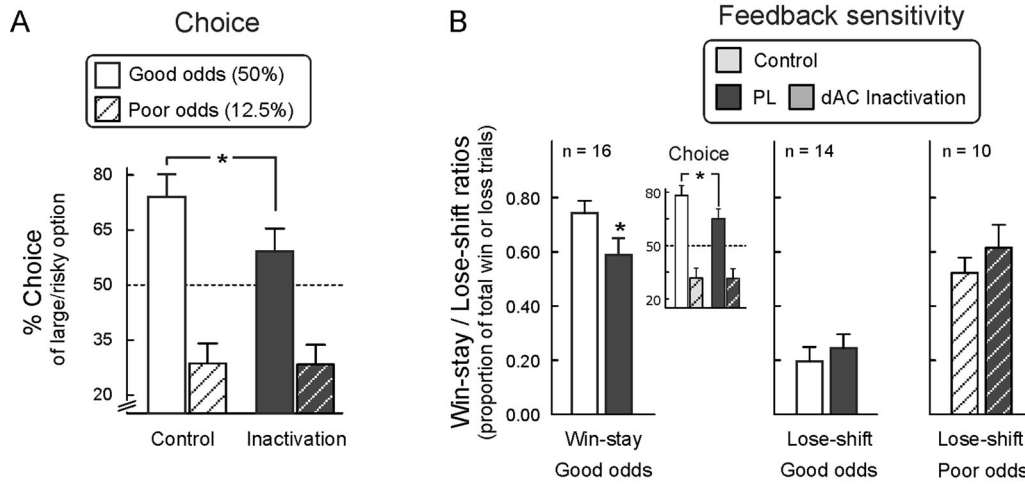 A
Choice
Good odds (50%)
Poor odds (12.5%)
*
% Choice
of large/risky option
80
65
50
35
20
Control
Inactivation
B
Feedback sensitivity
Control
PL
dAC Inactivation
Win-stay / Lose-shift ratios
(proportion of total win or loss trials)
0.80
0.60
0.40
0.20
0.00
n = 16
*
Win-stay
Good odds
Choice
*
80
50
20
n = 14
Lose-shift
Good odds
n = 10
Lose-shift
Poor odds